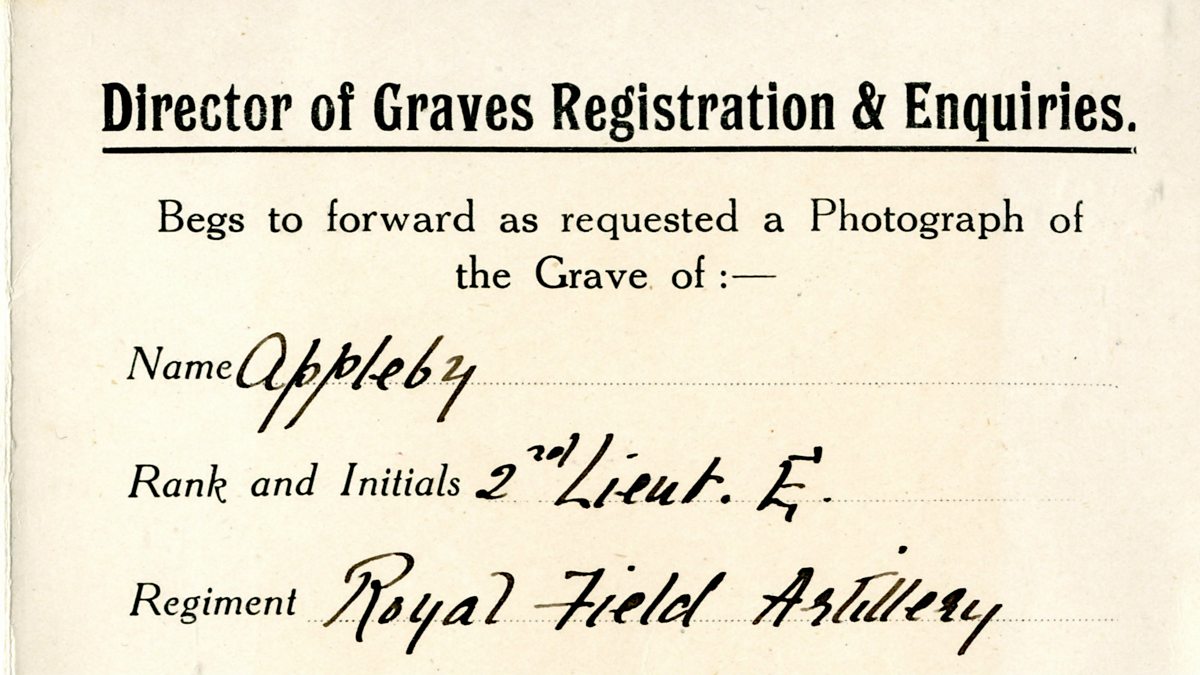 Director of Graves Registration & Enquiries.
Begs to forward as requested a Photograph of
the Grave of :—
Name Appleby
Rank and Initials 2nd Lieut. E.
Regiment Royal Field Artillery